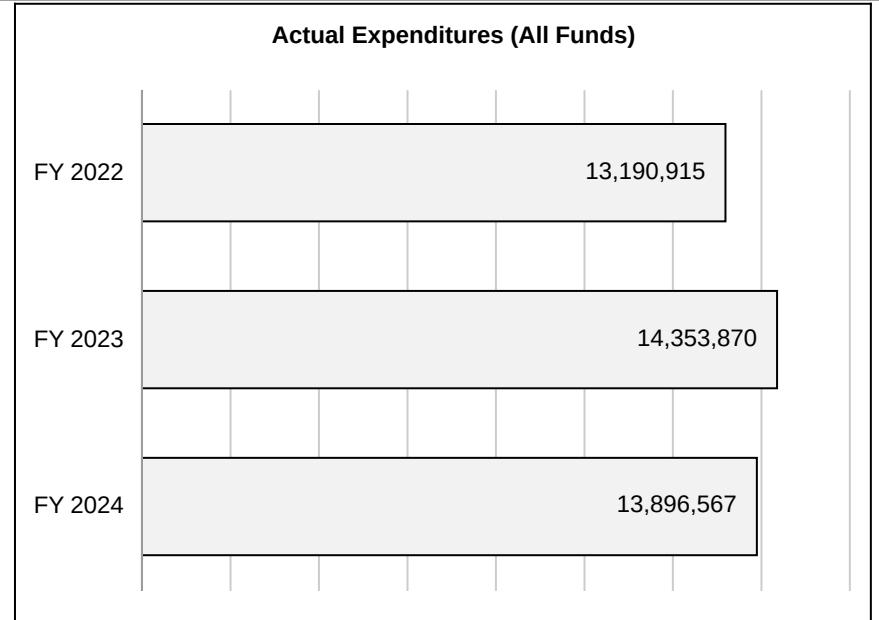 Actual Expenditures (All Funds)
FY 2022 13,190,915
FY 2023 14,353,870
FY 2024 13,896,567